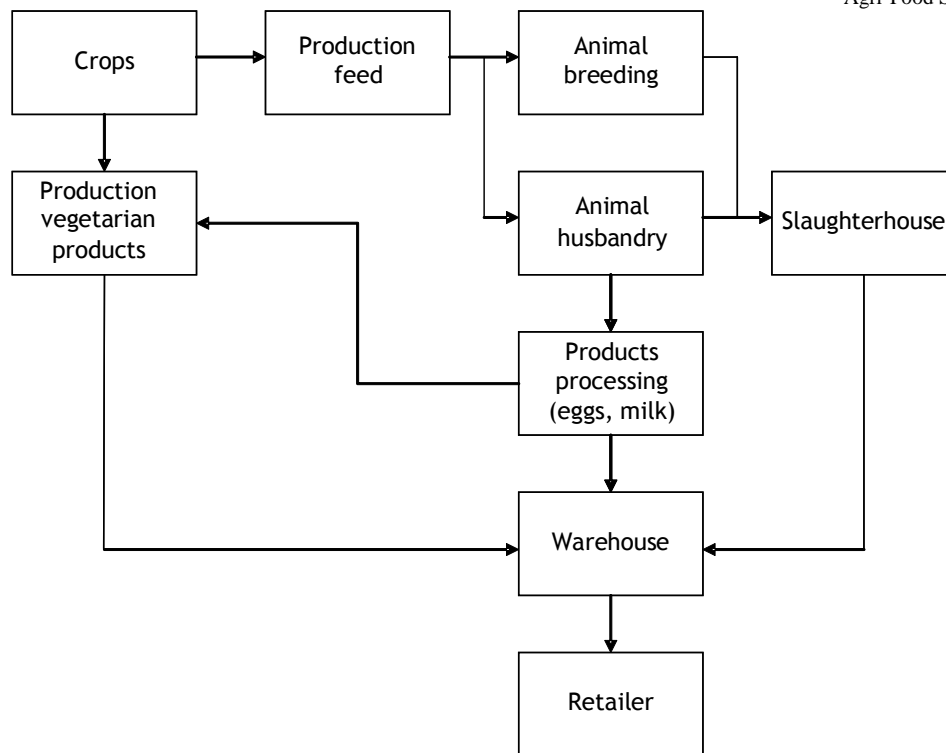 Agri-Food S
Crops
Production
feed
Animal
breeding
Production
vegetarian
products
Animal
husbandry
Slaughterhouse
Products
processing
(eggs, milk)
Warehouse
Retailer